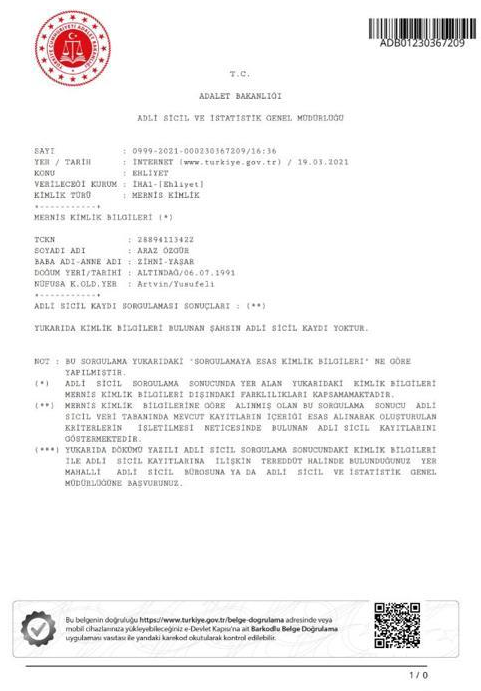 TÜRKİYE CUMHURİYETİ ADALET BAKANLIĞI
ADB01230367209
T.C.
ADALET BAKANLIĞI
ADLİ SİCİL VE İSTATİSTİK GENEL MÜDÜRLÜĞÜ
SAYI : 0999-2021-000230367209/16:36
YER / TARİH : İNTERNET (www.turkiye.gov.tr) / 19.03.2021
KONU : EHLİYET
VERİLECEĞİ KURUM : İHA1-[Ehliyet]
KİMLİK TÜRÜ : MERNİS KİMLİK
+-----------+
MERNİS KİMLİK BİLGİLERİ (*)
TCKN : 28894113422
SOYADI ADI : ARAZ ÖZGÜR
BABA ADI-ANNE ADI : ZİHNİ-YAŞAR
DOĞUM YERİ/TARİHİ : ALTINDAĞ/06.07.1991
NÜFUSA K.OLD.YER : Artvin/Yusufeli
+-----------+
ADLİ SİCİL KAYDI SORGULAMASI SONUÇLARI : (**)
YUKARIDA KİMLİK BİLGİLERİ BULUNAN ŞAHSIN ADLİ SİCİL KAYDI YOKTUR.
NOT : BU SORGULAMA YUKARIDAKİ "SORGULAMAYA ESAS KİMLİK BİLGİLERİ" NE GÖRE
YAPILMIŞTIR.
(*) ADLİ SİCİL SORGULAMA SONUCUNDA YER ALAN YUKARIDAKİ KİMLİK BİLGİLERİ
MERNİS KİMLİK BİLGİLERİ DIŞINDAKİ FARKLILIKLARI KAPSAMAMAKTADIR.
(**) MERNİS KİMLİK BİLGİLERİNE GÖRE ALINMIŞ OLAN BU SORGULAMA SONUCU ADLİ
SİCİL VERİ TABANINDA MEVCUT KAYITLARIN İÇERİĞİ ESAS ALINARAK OLUŞTURULAN
KRİTERLERİN İŞLETİLMESİ NETİCESİNDE BULUNAN ADLİ SİCİL KAYITLARINI
GÖSTERMEKTEDİR.
(***) YUKARIDA DÖKÜMÜ YAZILI ADLİ SİCİL SORGULAMA SONUCUNDAKİ KİMLİK BİLGİLERİ
İLE ADLİ SİCİL KAYITLARINA İLİŞKİN TEREDDÜT HALİNDE BULUNDUĞUNUZ YER
MAHALLİ ADLİ SİCİL BÜROSUNA YA DA ADLİ SİCİL VE İSTATİSTİK GENEL
MÜDÜRLÜĞÜNE BAŞVURUNUZ.
Bu belgenin doğruluğu https://www.turkiye.gov.tr/belge-dogrulama adresinde veya
mobil cihazlarınıza yükleyebileceğiniz e-Devlet Kapısı'na ait Barkodlu Belge Doğrulama
uygulaması vasıtası ile yandaki karekod okutularak kontrol edilebilir.
1 / 0